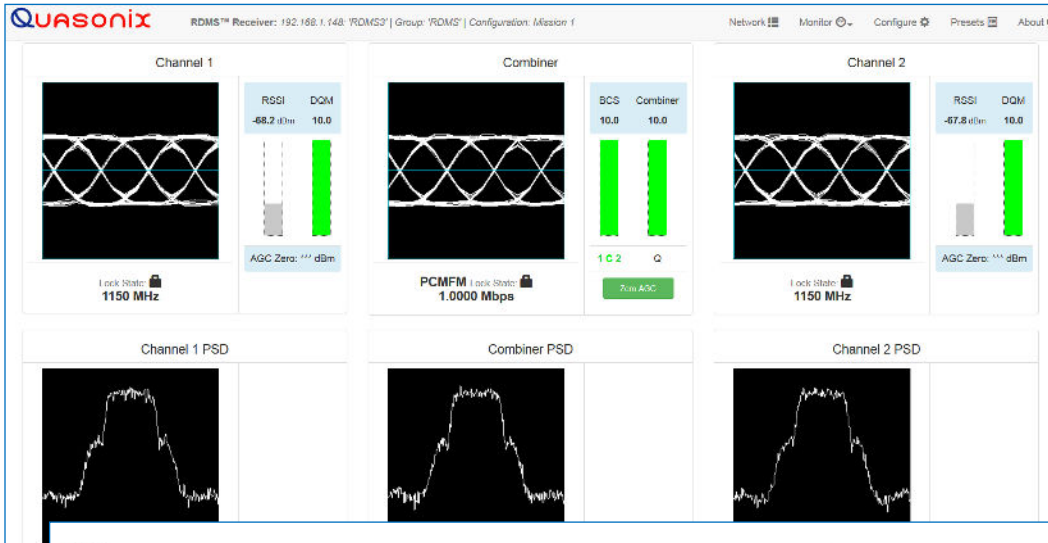 QUASONIX RDMS™ Receiver: 192.168.1.148: 'RDMS3' | Group: 'RDMS' | Configuration: Mission 1 Network Monitor Configure Presets About
Channel 1 Combiner Channel 2
RSSI DQM BCS Combiner RSSI DQM
-68.2 dBm 10.0 10.0 10.0 -67.8 dBm 10.0
AGC Zero: *** dBm 1 C 2 Q AGC Zero: *** dBm
Lock State: PCMFM Lock State: Zero AGC Lock State:
1150 MHz 1.0000 Mbps 1150 MHz
Channel 1 PSD Combiner PSD Channel 2 PSD